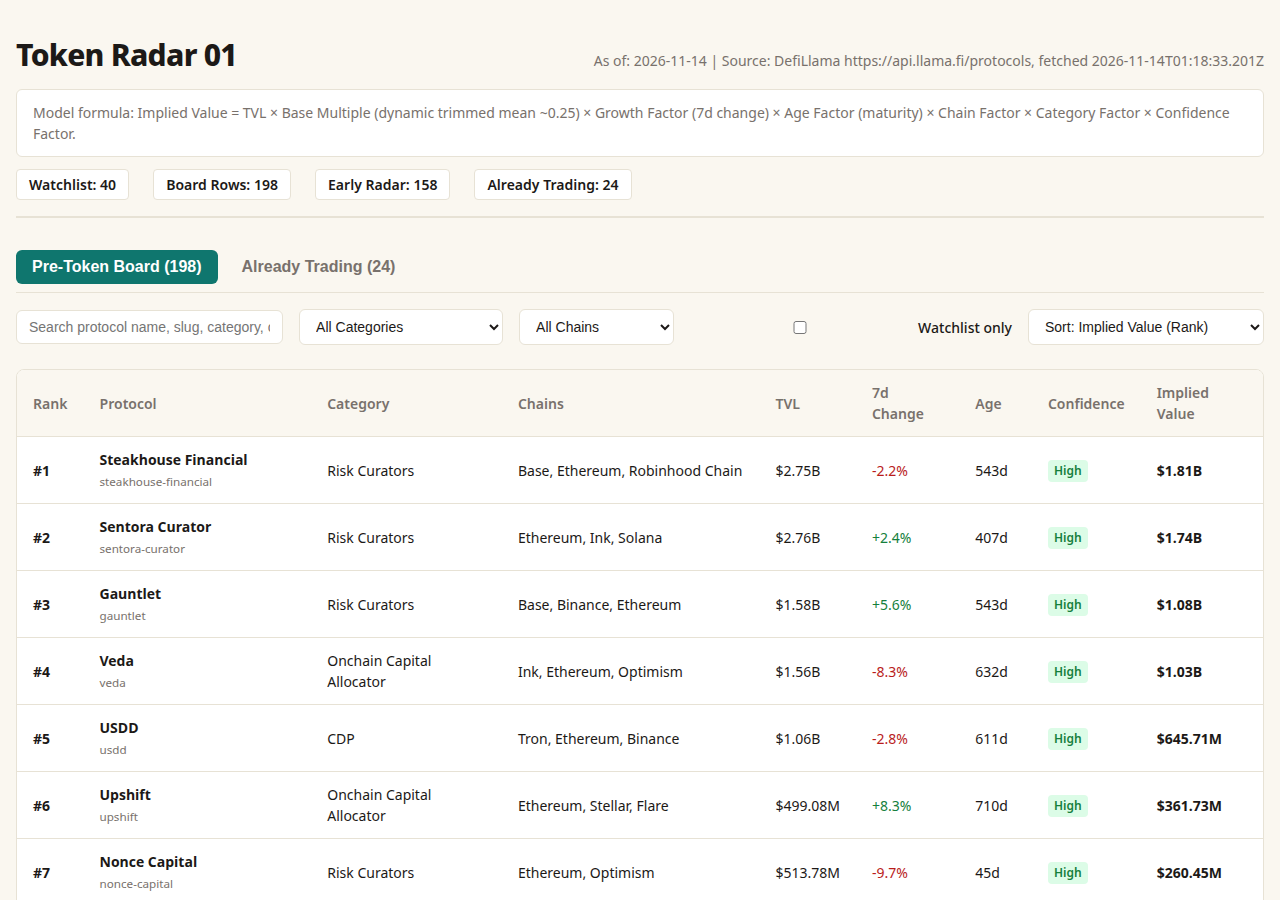 Token Radar 01
As of: 2026-11-14 | Source: DefiLlama https://api.llama.fi/protocols, fetched 2026-11-14T01:18:33.201Z
Model formula: Implied Value = TVL × Base Multiple (dynamic trimmed mean ~0.25) × Growth Factor (7d change) × Age Factor (maturity) × Chain Factor × Category Factor × Confidence
Factor.
Watchlist: 40 Board Rows: 198 Early Radar: 158 Already Trading: 24
Pre-Token Board (198) Already Trading (24)
Search protocol name, slug, category, All Categories All Chains Watchlist only Sort: Implied Value (Rank)
Rank Protocol Category Chains TVL 7d Change Age Confidence Implied Value
#1 Steakhouse Financial Risk Curators Base, Ethereum, Robinhood Chain $2.75B -2.2% 543d High $1.81B
steakhouse-financial
#2 Sentora Curator Risk Curators Ethereum, Ink, Solana $2.76B +2.4% 407d High $1.74B
sentora-curator
#3 Gauntlet Risk Curators Base, Binance, Ethereum $1.58B +5.6% 543d High $1.08B
gauntlet
#4 Veda Onchain Capital Allocator Ink, Ethereum, Optimism $1.56B -8.3% 632d High $1.03B
veda
#5 USDD CDP Tron, Ethereum, Binance $1.06B -2.8% 611d High $645.71M
usdd
#6 Upshift Onchain Capital Allocator Ethereum, Stellar, Flare $499.08M +8.3% 710d High $361.73M
upshift
#7 Nonce Capital Risk Curators Ethereum, Optimism $513.78M -9.7% 45d High $260.45M
nonce-capital